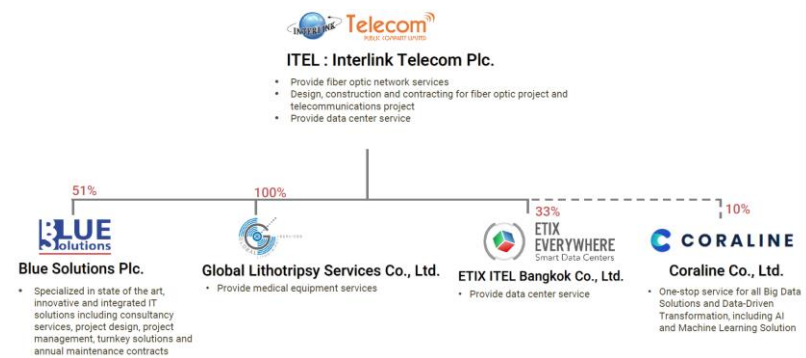 INTERLINK Telecom
PUBLIC COMPANY LIMITED
ITEL : Interlink Telecom Plc.
• Provide fiber optic network services
• Design, construction and contracting for fiber optic project and
telecommunications project
• Provide data center service
51%
100%
33%
10%
BLUE
Solutions
Blue Solutions Plc.
• Specialized in state of the art,
innovative and integrated IT
solutions including consultancy
services, project design, project
management, turnkey solutions and
annual maintenance contracts
GLOBAL
SERVICES
Global Lithotripsy Services Co., Ltd.
• Provide medical equipment services
ETIX
EVERYWHERE
Smart Data Centers
ETIX ITEL Bangkok Co., Ltd.
• Provide data center service
CORALINE
Coraline Co., Ltd.
• One-stop service for all Big Data
Solutions and Data-Driven
Transformation, including AI
and Machine Learning Solution